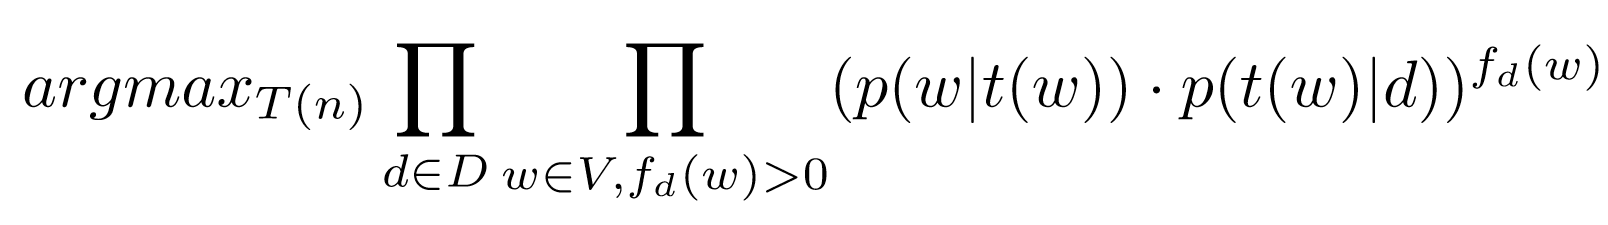 argmax_{T(n)} \prod_{d \in D} \prod_{w \in V, f_d(w) > 0} (p(w|t(w)) \cdot p(t(w)|d))^{f_d(w)}